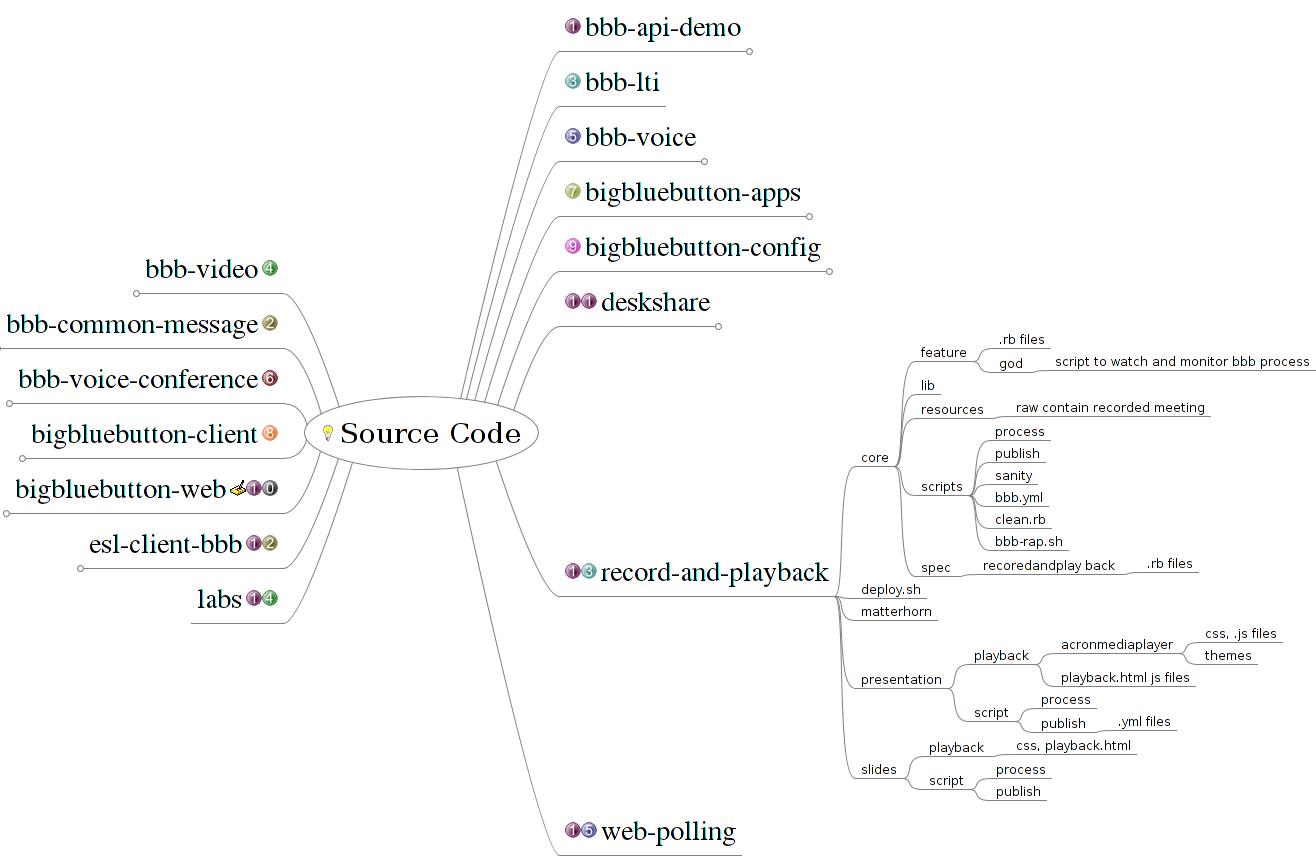 1 bbb-api-demo
3 bbb-lti
5 bbb-voice
7 bigbluebutton-apps
9 bigbluebutton-config
11 deskshare
bbb-video 4
bbb-common-message 2
bbb-voice-conference 6
bigbluebutton-client 8
bigbluebutton-web 10
esl-client-bbb 12
labs 14
Source Code
13 record-and-playback
core
feature
.rb files
god
script to watch and monitor bbb process
lib
resources
raw contain recorded meeting
scripts
process
publish
sanity
bbb.yml
clean.rb
bbb-rap.sh
spec
recoredandplay back
.rb files
deploy.sh
matterhorn
presentation
playback
acronmediaplayer
css, .js files
themes
playback.html js files
script
process
publish
.yml files
slides
playback
css, playback.html
script
process
publish
15 web-polling